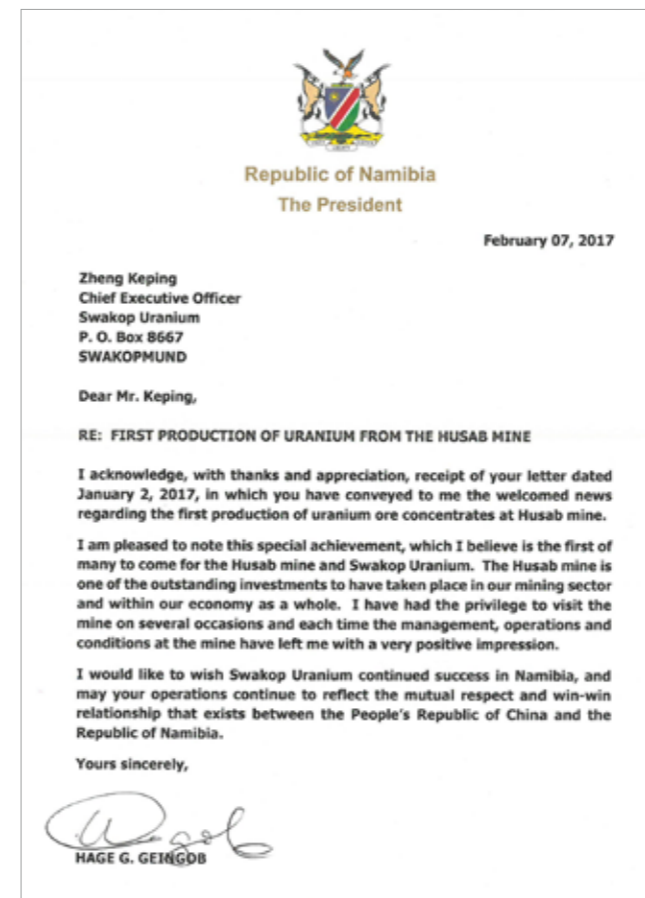 Republic of Namibia
The President
February 07, 2017
Zheng Keping
Chief Executive Officer
Swakop Uranium
P. O. Box 8667
SWAKOPMUND
Dear Mr. Keping,
RE: FIRST PRODUCTION OF URANIUM FROM THE HUSAB MINE
I acknowledge, with thanks and appreciation, receipt of your letter dated
January 2, 2017, in which you have conveyed to me the welcomed news
regarding the first production of uranium ore concentrates at Husab mine.
I am pleased to note this special achievement, which I believe is the first of
many to come for the Husab mine and Swakop Uranium. The Husab mine is
one of the outstanding investments to have taken place in our mining sector
and within our economy as a whole. I have had the privilege to visit the
mine on several occasions and each time the management, operations and
conditions at the mine have left me with a very positive impression.
I would like to wish Swakop Uranium continued success in Namibia, and
may your operations continue to reflect the mutual respect and win-win
relationship that exists between the People's Republic of China and the
Republic of Namibia.
Yours sincerely,
HAGE G. GEINGOB